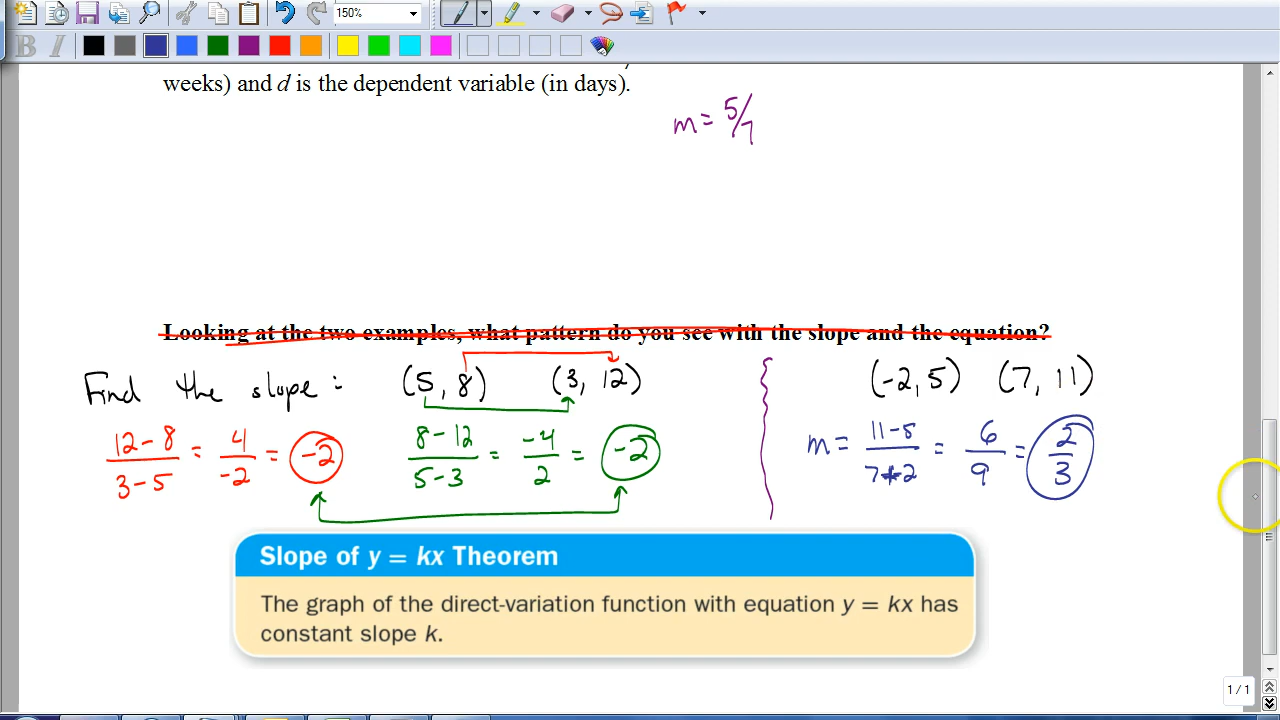 150%
B I
weeks) and d is the dependent variable (in days).
m = 5/7
Looking at the two examples, what pattern do you see with the slope and the equation?
Find the slope : (5, 8) (3, 12) (-2, 5) (7, 11)
12-8/3-5 = 4/-2 = -2 8-12/5-3 = -4/2 = -2 m = 11-5/7+2 = 6/9 = 2/3
Slope of y = kx Theorem
The graph of the direct-variation function with equation y = kx has
constant slope k.
1/1